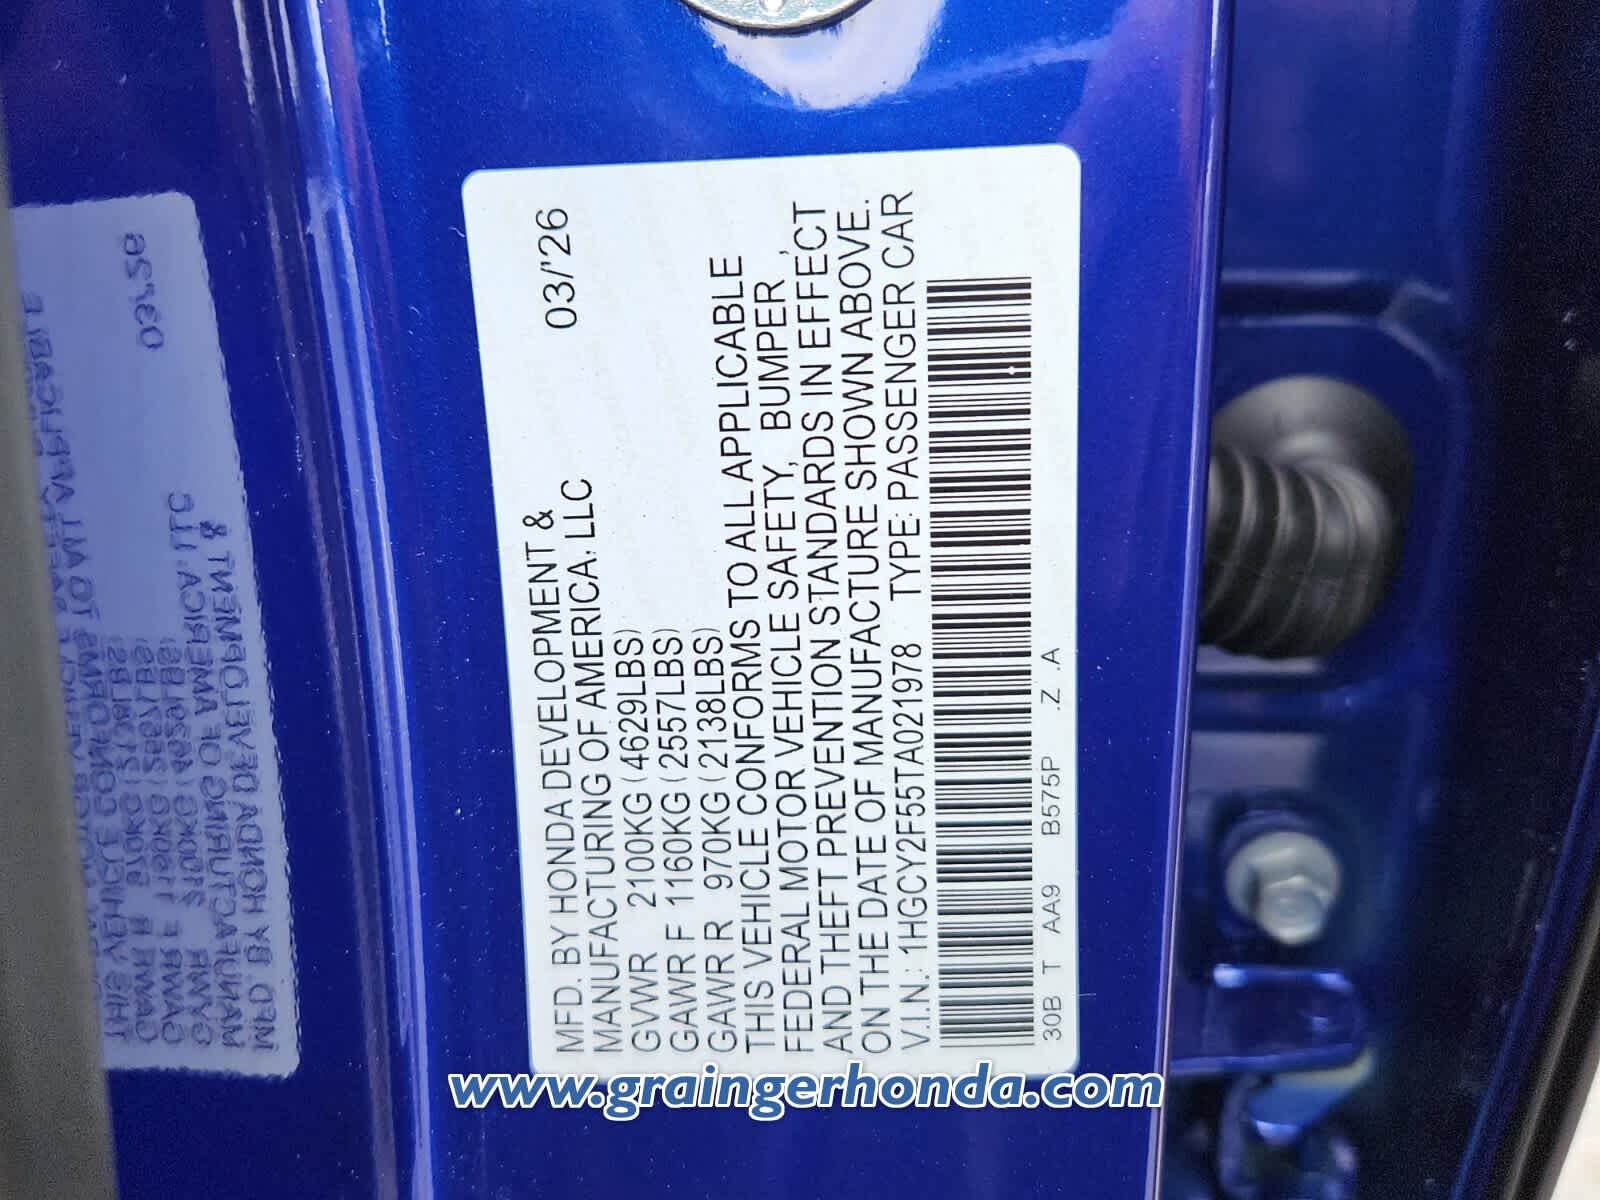 MFD. BY HONDA DEVELOPMENT &
MANUFACTURING OF AMERICA. LLC 03/'26
GVWR 2100KG (4629LBS)
GAWR F 1160KG (2557LBS)
GAWR R 970KG (2138LBS)
THIS VEHICLE CONFORMS TO ALL APPLICABLE
FEDERAL MOTOR VEHICLE SAFETY, BUMPER,
AND THEFT PREVENTION STANDARDS IN EFFECT
ON THE DATE OF MANUFACTURE SHOWN ABOVE.
V.I.N.: 1HGCY2F55TA021978 TYPE: PASSENGER CAR
30B T AA9 B575P .Z .A
www.graingerhonda.com